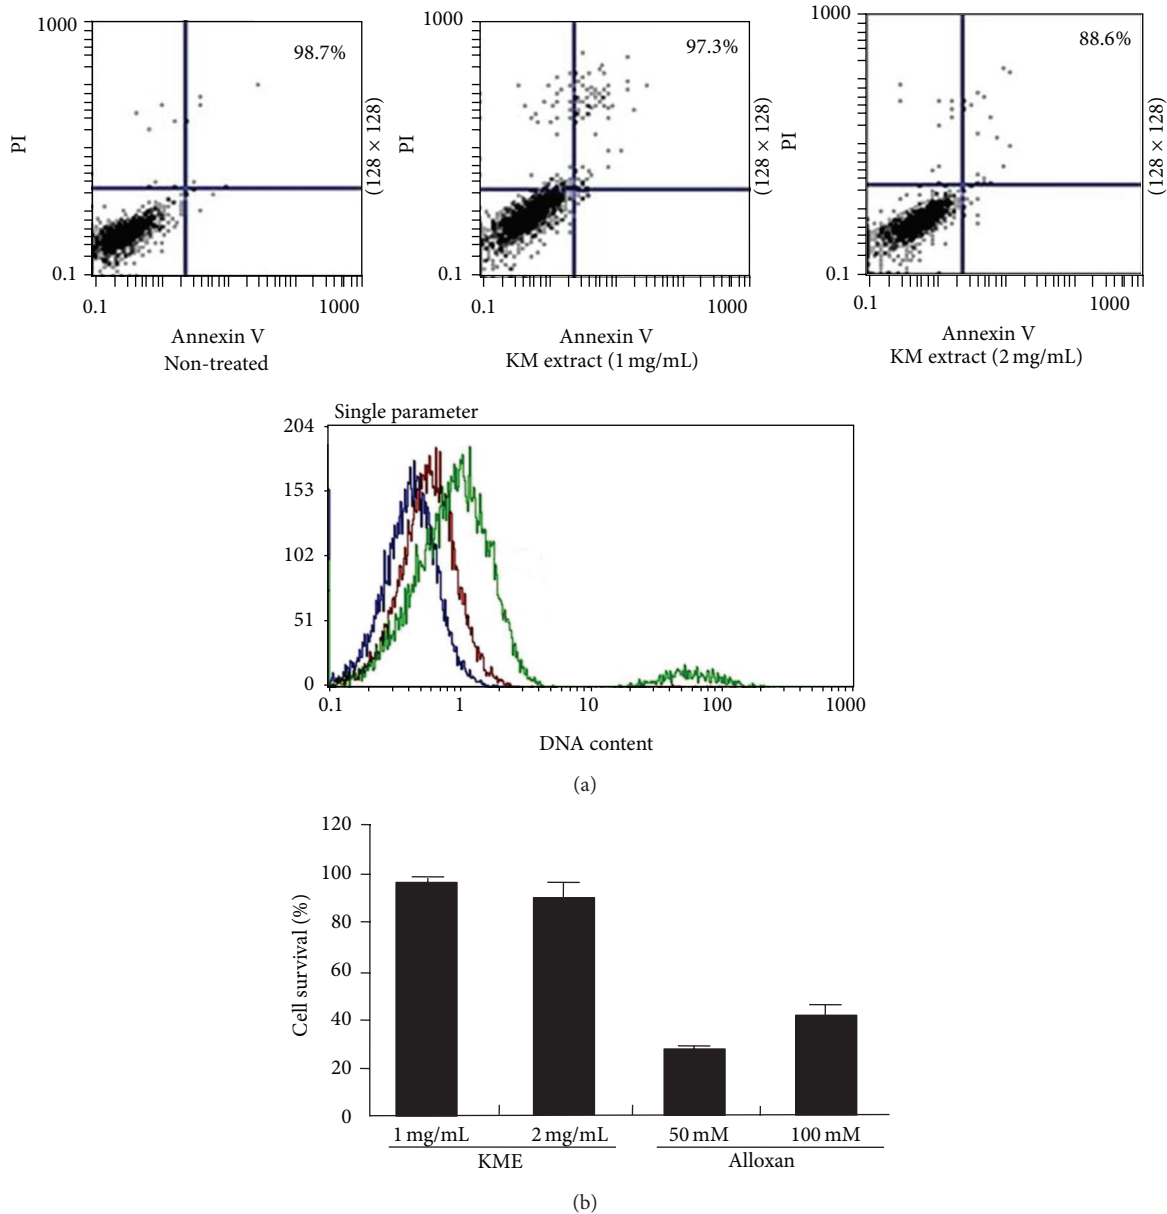 1000
98.7%
PI
(128 × 128)
0.1
0.1
1000
Annexin V
Non-treated
1000
97.3%
PI
(128 × 128)
0.1
0.1
1000
Annexin V
KM extract (1 mg/mL)
1000
88.6%
PI
(128 × 128)
0.1
0.1
1000
Annexin V
KM extract (2 mg/mL)
Single parameter
204
153
102
51
0
0.1 1 10 100 1000
DNA content
(a)
120
100
80
60
40
20
0
Cell survival (%)
1 mg/mL 2 mg/mL 50 mM 100 mM
KME Alloxan
(b)